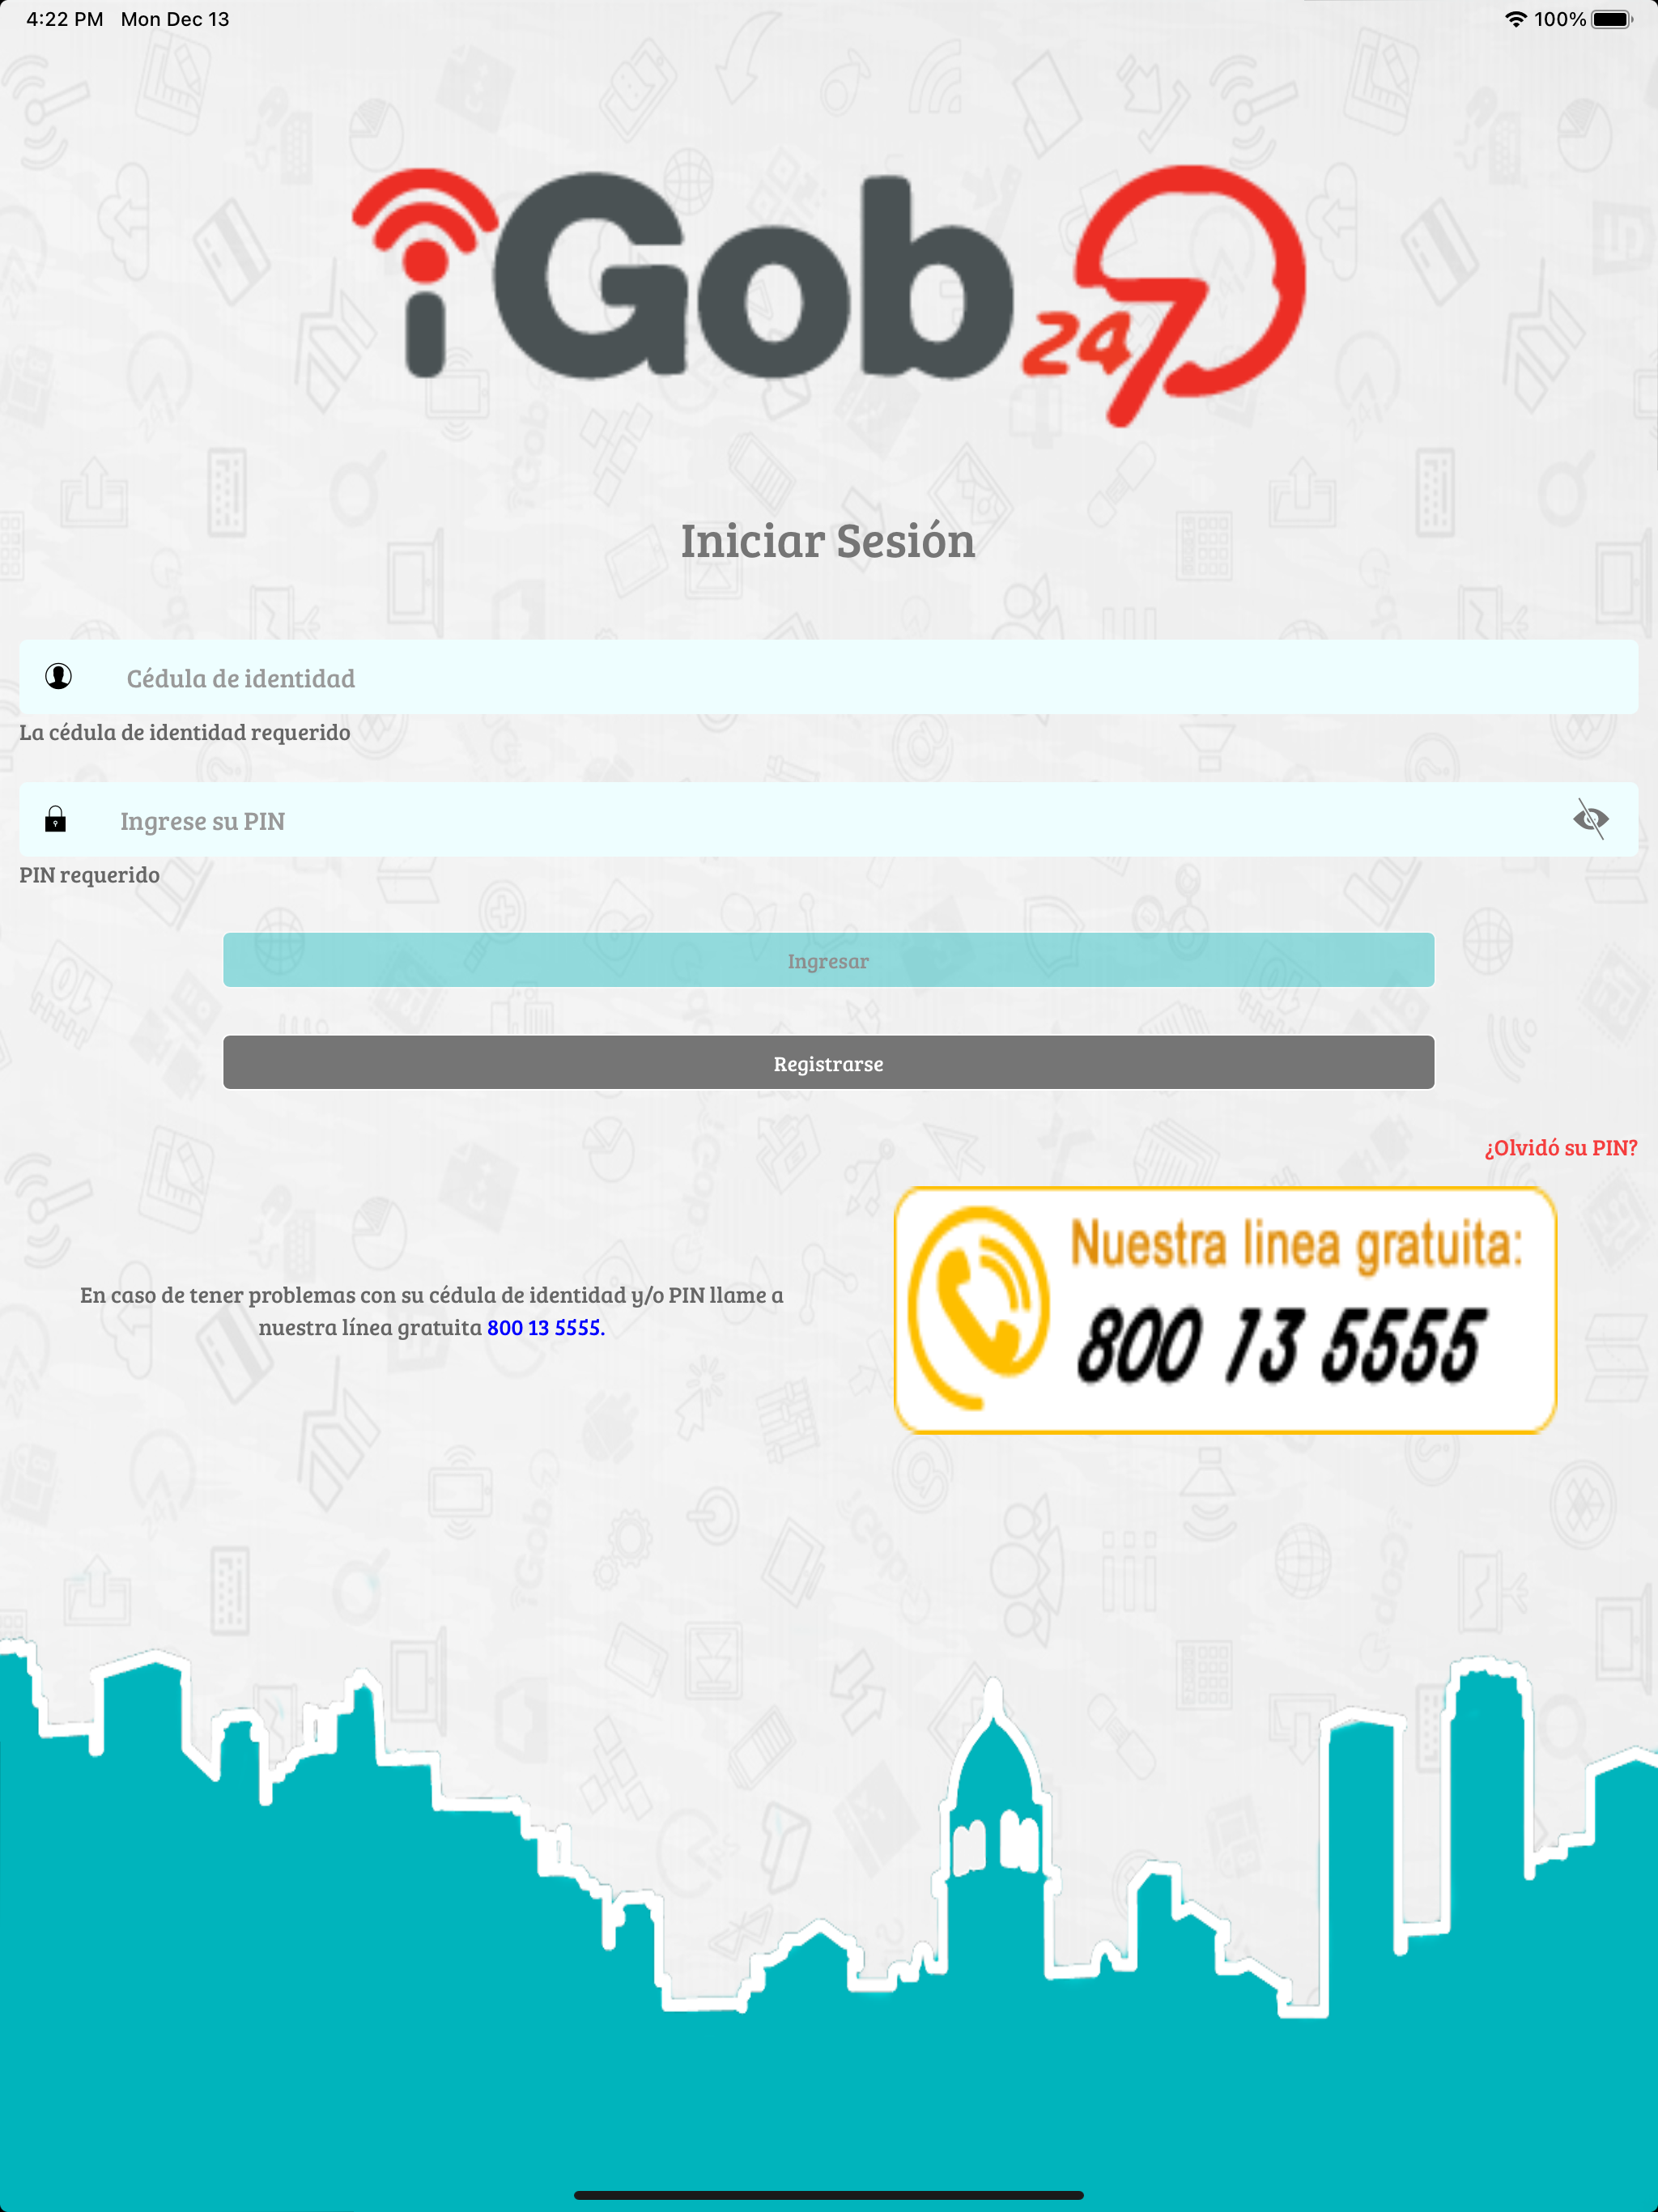 4:22 PM Mon Dec 13
100%
iGob 24 7
Iniciar Sesión
Cédula de identidad
La cédula de identidad requerido
Ingrese su PIN
PIN requerido
Ingresar
Registrarse
¿Olvidó su PIN?
En caso de tener problemas con su cédula de identidad y/o PIN llame a
nuestra línea gratuita 800 13 5555.
Nuestra linea gratuita:
800 13 5555